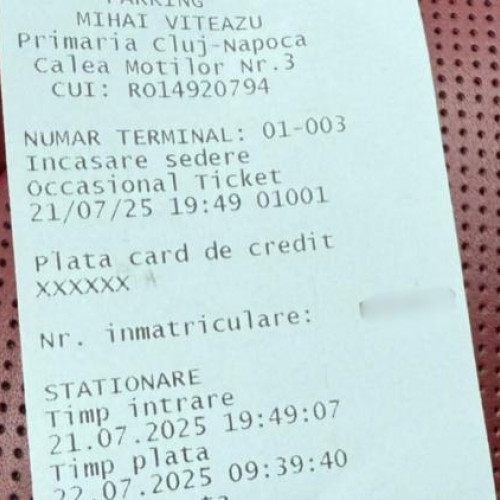 PARKING
MIHAI VITEAZU
Primaria Cluj-Napoca
Calea Motilor Nr.3
CUI: RO14920794
NUMAR TERMINAL: 01-003
Incasare sedere
Occasional Ticket
21/07/25 19:49 01001
Plata card de credit
XXXXXX
Nr. inmatriculare:
STATIONARE
Timp intrare
21.07.2025 19:49:07
Timp plata
22.07.2025 09:39:40